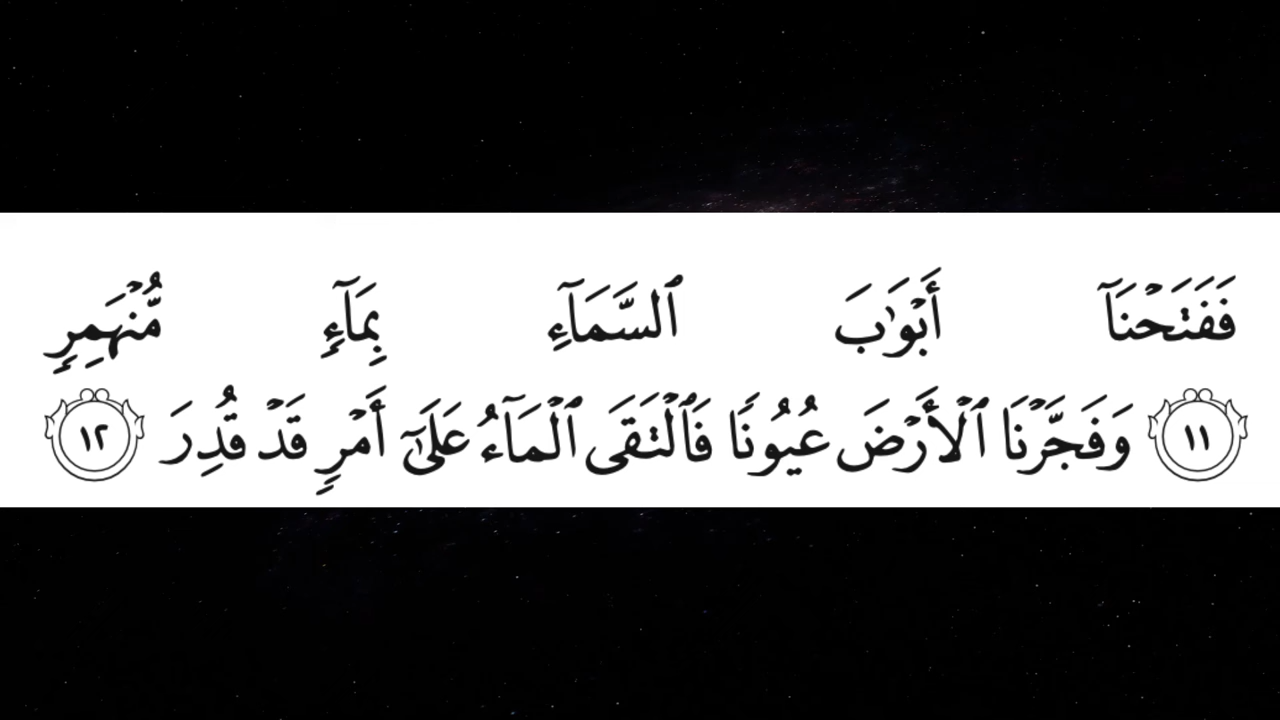 فَفَتَحْنَآ أَبْوَٰبَ ٱلسَّمَآءِ بِمَآءٍ مُّنْهَمِرٍ
١١ وَفَجَّرْنَا ٱلْأَرْضَ عُيُونًا فَٱلْتَقَى ٱلْمَآءُ عَلَىٰٓ أَمْرٍ قَدْ قُدِرَ ١٢